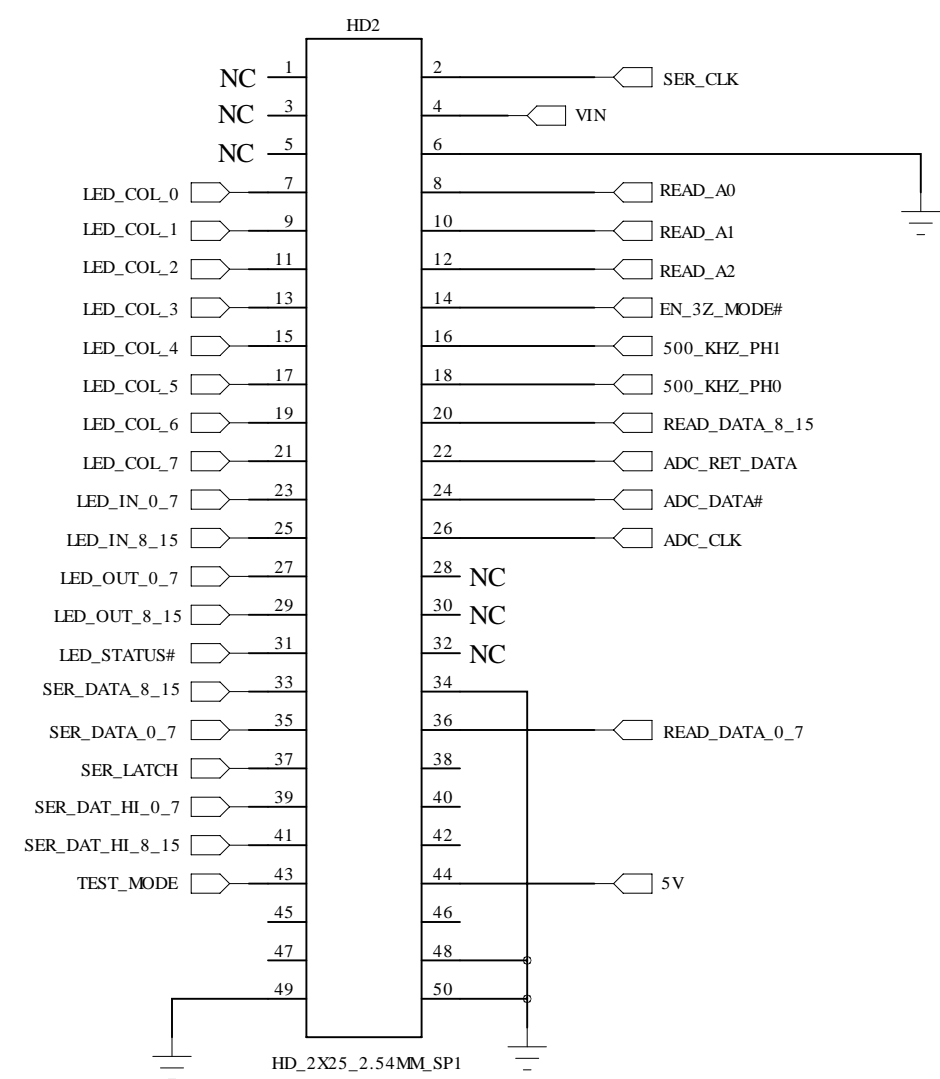 HD2
NC 1 2 SER_CLK
NC 3 4 VIN
NC 5 6
LED_COL_0 7 8 READ_A0
LED_COL_1 9 10 READ_A1
LED_COL_2 11 12 READ_A2
LED_COL_3 13 14 EN_3Z_MODE#
LED_COL_4 15 16 500_KHZ_PH1
LED_COL_5 17 18 500_KHZ_PH0
LED_COL_6 19 20 READ_DATA_8_15
LED_COL_7 21 22 ADC_RET_DATA
LED_IN_0_7 23 24 ADC_DATA#
LED_IN_8_15 25 26 ADC_CLK
LED_OUT_0_7 27 28 NC
LED_OUT_8_15 29 30 NC
LED_STATUS# 31 32 NC
SER_DATA_8_15 33 34
SER_DATA_0_7 35 36 READ_DATA_0_7
SER_LATCH 37 38
SER_DAT_HI_0_7 39 40
SER_DAT_HI_8_15 41 42
TEST_MODE 43 44 5V
45 46
47 48
49 50
HD_2X25_2.54MM_SP1